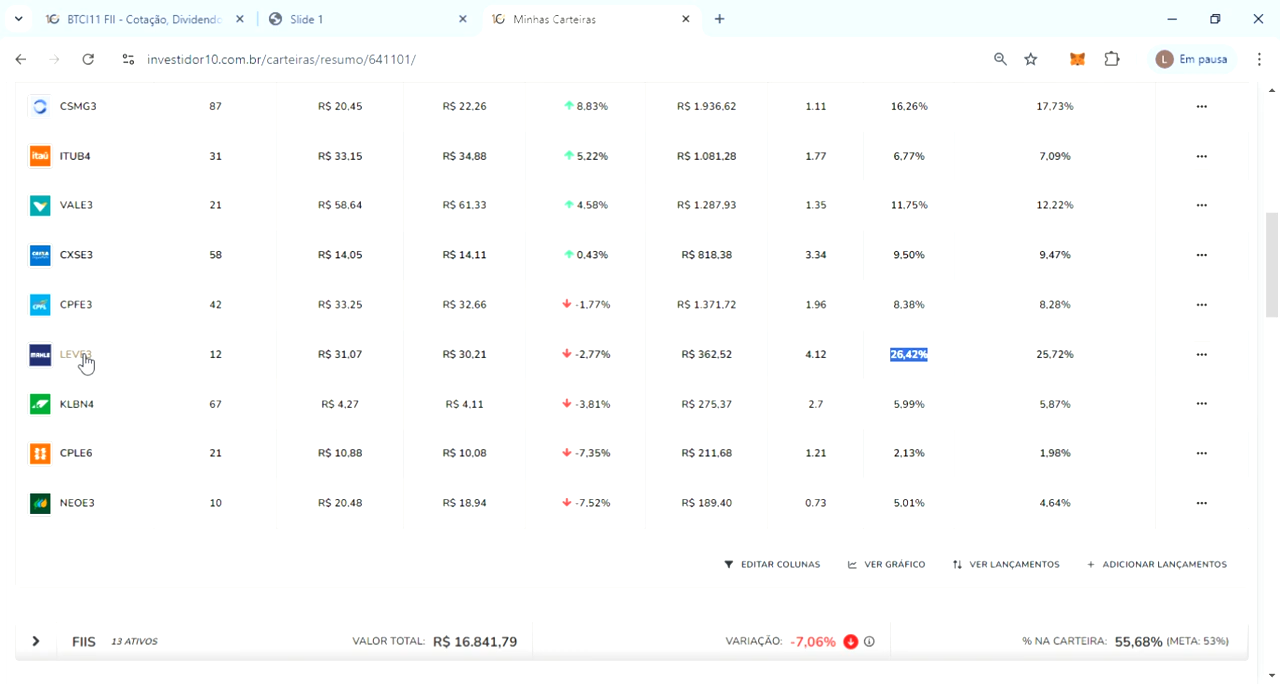 BTCI11 FII - Cotação, Dividendo
Slide 1
Minhas Carteiras
investidor10.com.br/carteiras/resumo/641101/
L Em pausa
CSMG3 87 R$ 20,45 R$ 22,26 8,83% R$ 1.936,62 1.11 16,26% 17,73% ...
itaú ITUB4 31 R$ 33,15 R$ 34,88 5,22% R$ 1.081,28 1.77 6,77% 7,09% ...
VALE3 21 R$ 58,64 R$ 61,33 4,58% R$ 1.287,93 1.35 11,75% 12,22% ...
CXSE3 58 R$ 14,05 R$ 14,11 0,43% R$ 818,38 3.34 9,50% 9,47% ...
CPFL CPFE3 42 R$ 33,25 R$ 32,66 -1,77% R$ 1.371,72 1.96 8,38% 8,28% ...
MAHLE LEVE3 12 R$ 31,07 R$ 30,21 -2,77% R$ 362,52 4.12 26,42% 25,72% ...
KLBN4 67 R$ 4,27 R$ 4,11 -3,81% R$ 275,37 2.7 5,99% 5,87% ...
CPLE6 21 R$ 10,88 R$ 10,08 -7,35% R$ 211,68 1.21 2,13% 1,98% ...
NEOE3 10 R$ 20,48 R$ 18,94 -7,52% R$ 189,40 0.73 5,01% 4,64% ...
EDITAR COLUNAS VER GRÁFICO VER LANÇAMENTOS + ADICIONAR LANÇAMENTOS
FIIS 13 ATIVOS VALOR TOTAL: R$ 16.841,79 VARIAÇÃO: -7,06% % NA CARTEIRA: 55,68% (META: 53%)